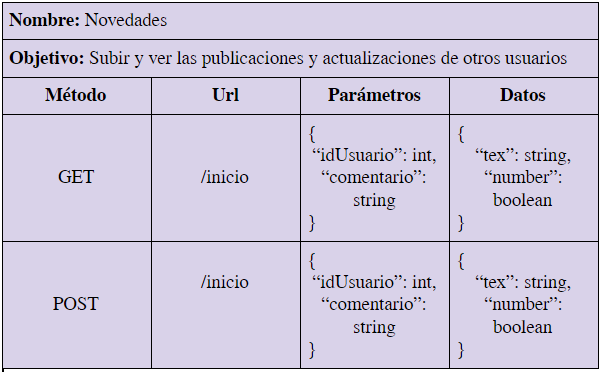 Nombre: Novedades
Objetivo: Subir y ver las publicaciones y actualizaciones de otros usuarios
Método Url Parámetros Datos
GET
/inicio
{
“idUsuario”: int,
“comentario”:
string
}
{
“tex”: string,
“number”:
boolean
}
POST
/inicio
{
“idUsuario”: int,
“comentario”:
string
}
{
“tex”: string,
“number”:
boolean
}